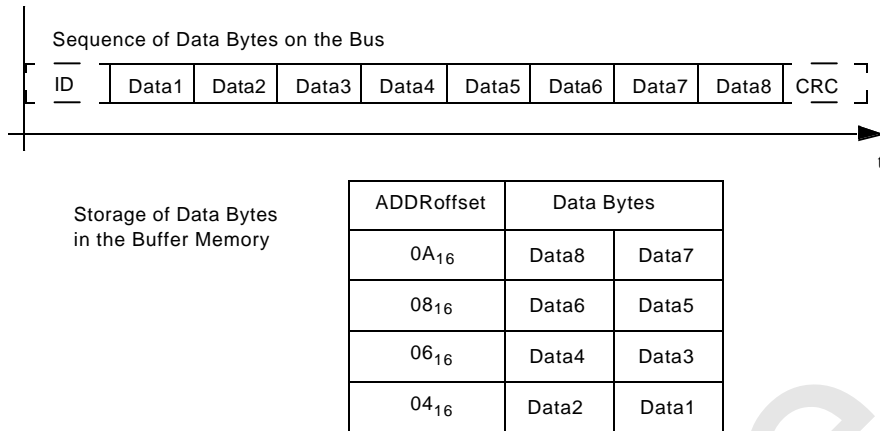 Sequence of Data Bytes on the Bus
ID Data1 Data2 Data3 Data4 Data5 Data6 Data7 Data8 CRC
t
Storage of Data Bytes
in the Buffer Memory
ADDRoffset Data Bytes
0A16 Data8 Data7
0816 Data6 Data5
0616 Data4 Data3
0416 Data2 Data1